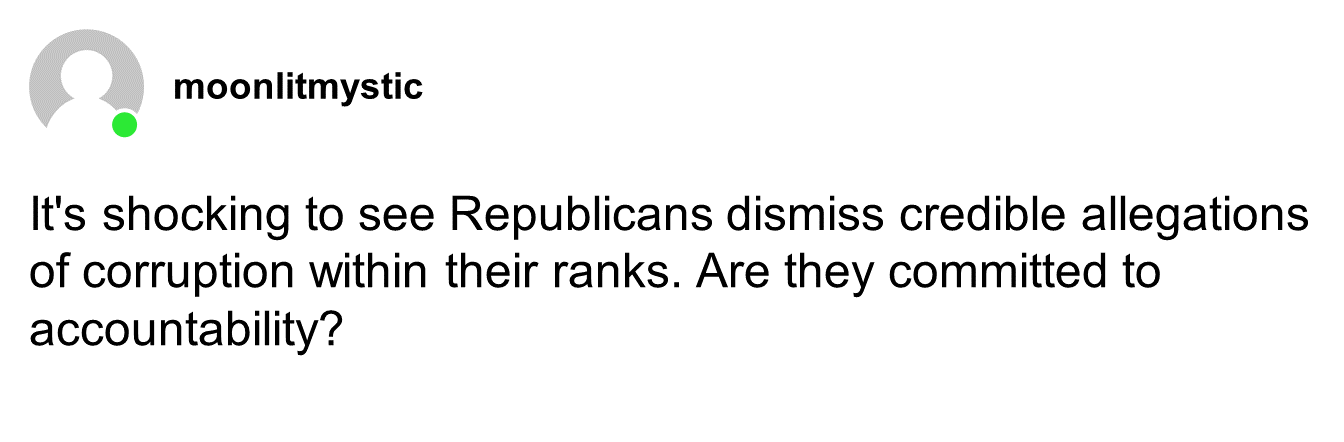 moonlitmystic
It's shocking to see Republicans dismiss credible allegations
of corruption within their ranks. Are they committed to
accountability?